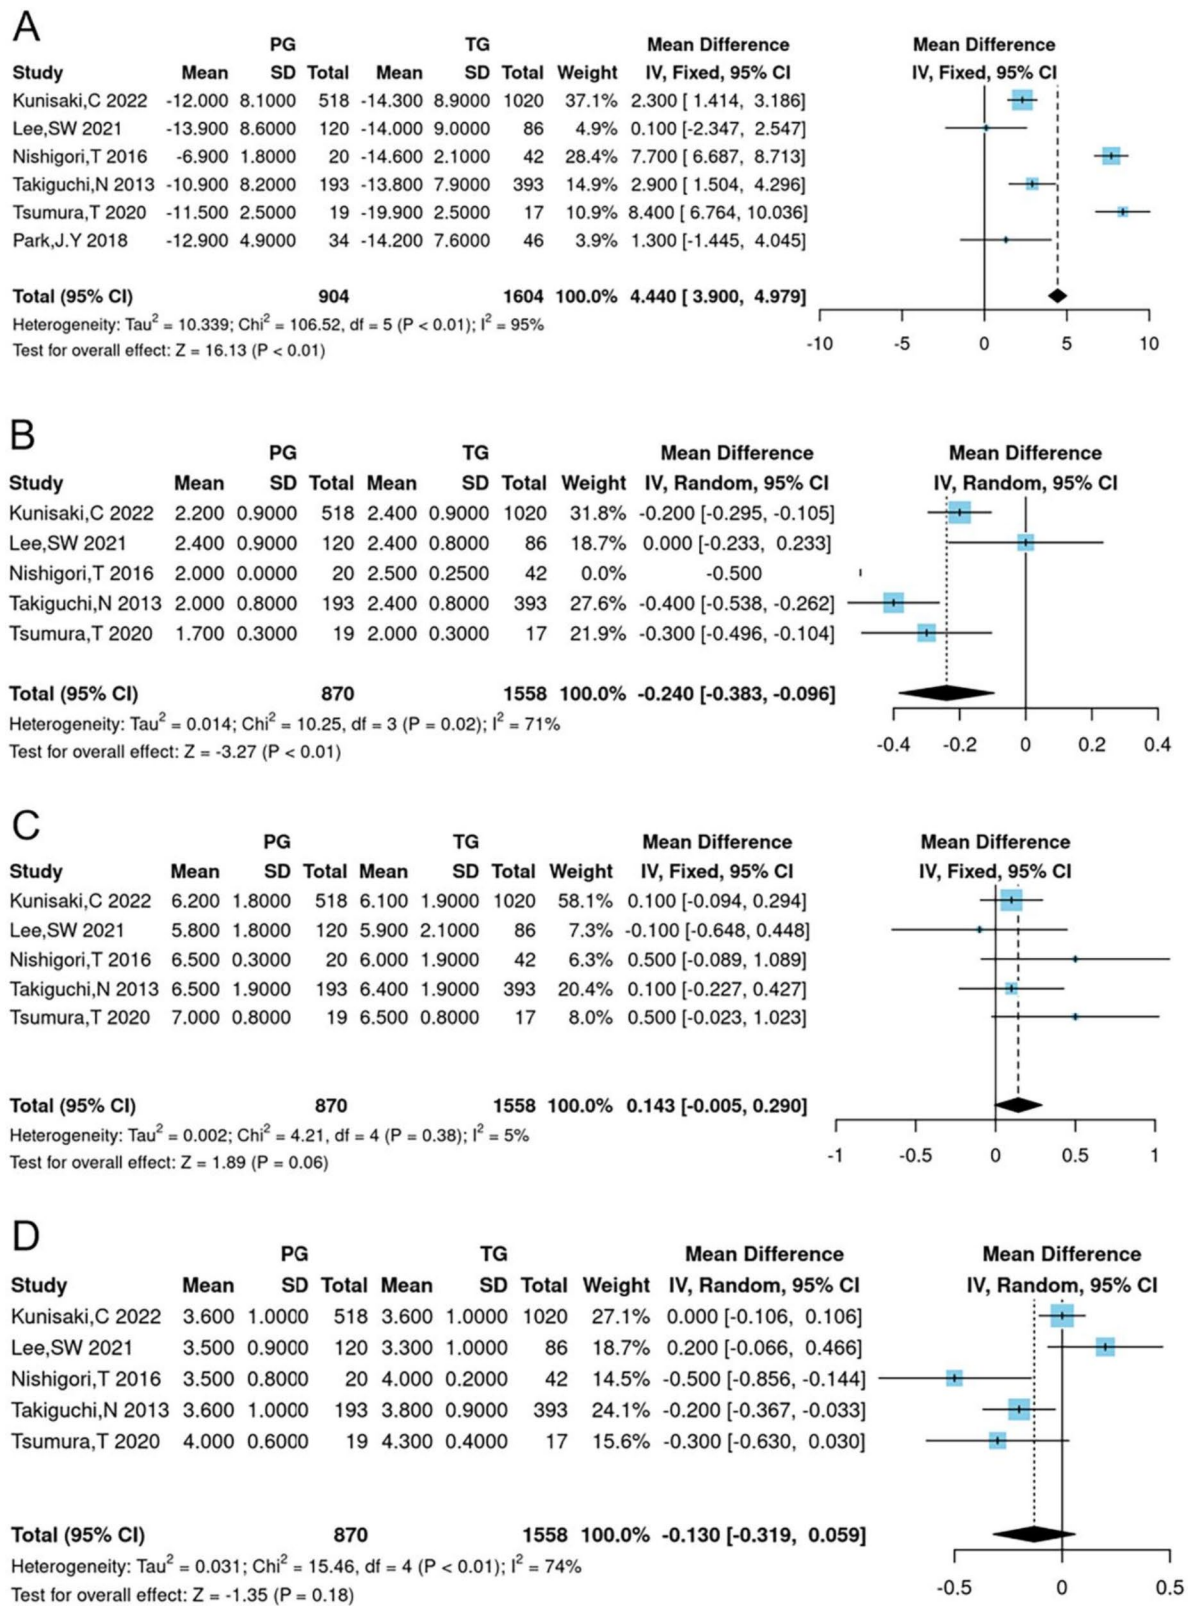 A
PG TG Mean Difference Mean Difference
Study Mean SD Total Mean SD Total Weight IV, Fixed, 95% CI IV, Fixed, 95% CI
Kunisaki,C 2022 -12.000 8.1000 518 -14.300 8.9000 1020 37.1% 2.300 [ 1.414, 3.186]
Lee,SW 2021 -13.900 8.6000 120 -14.000 9.0000 86 4.9% 0.100 [-2.347, 2.547]
Nishigori,T 2016 -6.900 1.8000 20 -14.600 2.1000 42 28.4% 7.700 [ 6.687, 8.713]
Takiguchi,N 2013 -10.900 8.2000 193 -13.800 7.9000 393 14.9% 2.900 [ 1.504, 4.296]
Tsumura,T 2020 -11.500 2.5000 19 -19.900 2.5000 17 10.9% 8.400 [ 6.764, 10.036]
Park,J.Y 2018 -12.900 4.9000 34 -14.200 7.6000 46 3.9% 1.300 [-1.445, 4.045]
Total (95% CI) 904 1604 100.0% 4.440 [ 3.900, 4.979]
Heterogeneity: Tau² = 10.339; Chi² = 106.52, df = 5 (P < 0.01); I² = 95%
Test for overall effect: Z = 16.13 (P < 0.01)
-10 -5 0 5 10
B
PG TG Mean Difference Mean Difference
Study Mean SD Total Mean SD Total Weight IV, Random, 95% CI IV, Random, 95% CI
Kunisaki,C 2022 2.200 0.9000 518 2.400 0.9000 1020 31.8% -0.200 [-0.295, -0.105]
Lee,SW 2021 2.400 0.9000 120 2.400 0.8000 86 18.7% 0.000 [-0.233, 0.233]
Nishigori,T 2016 2.000 0.0000 20 2.500 0.2500 42 0.0% -0.500
Takiguchi,N 2013 2.000 0.8000 193 2.400 0.8000 393 27.6% -0.400 [-0.538, -0.262]
Tsumura,T 2020 1.700 0.3000 19 2.000 0.3000 17 21.9% -0.300 [-0.496, -0.104]
Total (95% CI) 870 1558 100.0% -0.240 [-0.383, -0.096]
Heterogeneity: Tau² = 0.014; Chi² = 10.25, df = 3 (P = 0.02); I² = 71%
Test for overall effect: Z = -3.27 (P < 0.01)
-0.4 -0.2 0 0.2 0.4
C
PG TG Mean Difference Mean Difference
Study Mean SD Total Mean SD Total Weight IV, Fixed, 95% CI IV, Fixed, 95% CI
Kunisaki,C 2022 6.200 1.8000 518 6.100 1.9000 1020 58.1% 0.100 [-0.094, 0.294]
Lee,SW 2021 5.800 1.8000 120 5.900 2.1000 86 7.3% -0.100 [-0.648, 0.448]
Nishigori,T 2016 6.500 0.3000 20 6.000 1.9000 42 6.3% 0.500 [-0.089, 1.089]
Takiguchi,N 2013 6.500 1.9000 193 6.400 1.9000 393 20.4% 0.100 [-0.227, 0.427]
Tsumura,T 2020 7.000 0.8000 19 6.500 0.8000 17 8.0% 0.500 [-0.023, 1.023]
Total (95% CI) 870 1558 100.0% 0.143 [-0.005, 0.290]
Heterogeneity: Tau² = 0.002; Chi² = 4.21, df = 4 (P = 0.38); I² = 5%
Test for overall effect: Z = 1.89 (P = 0.06)
-1 -0.5 0 0.5 1
D
PG TG Mean Difference Mean Difference
Study Mean SD Total Mean SD Total Weight IV, Random, 95% CI IV, Random, 95% CI
Kunisaki,C 2022 3.600 1.0000 518 3.600 1.0000 1020 27.1% 0.000 [-0.106, 0.106]
Lee,SW 2021 3.500 0.9000 120 3.300 1.0000 86 18.7% 0.200 [-0.066, 0.466]
Nishigori,T 2016 3.500 0.8000 20 4.000 0.2000 42 14.5% -0.500 [-0.856, -0.144]
Takiguchi,N 2013 3.600 1.0000 193 3.800 0.9000 393 24.1% -0.200 [-0.367, -0.033]
Tsumura,T 2020 4.000 0.6000 19 4.300 0.4000 17 15.6% -0.300 [-0.630, 0.030]
Total (95% CI) 870 1558 100.0% -0.130 [-0.319, 0.059]
Heterogeneity: Tau² = 0.031; Chi² = 15.46, df = 4 (P < 0.01); I² = 74%
Test for overall effect: Z = -1.35 (P = 0.18)
-0.5 0 0.5